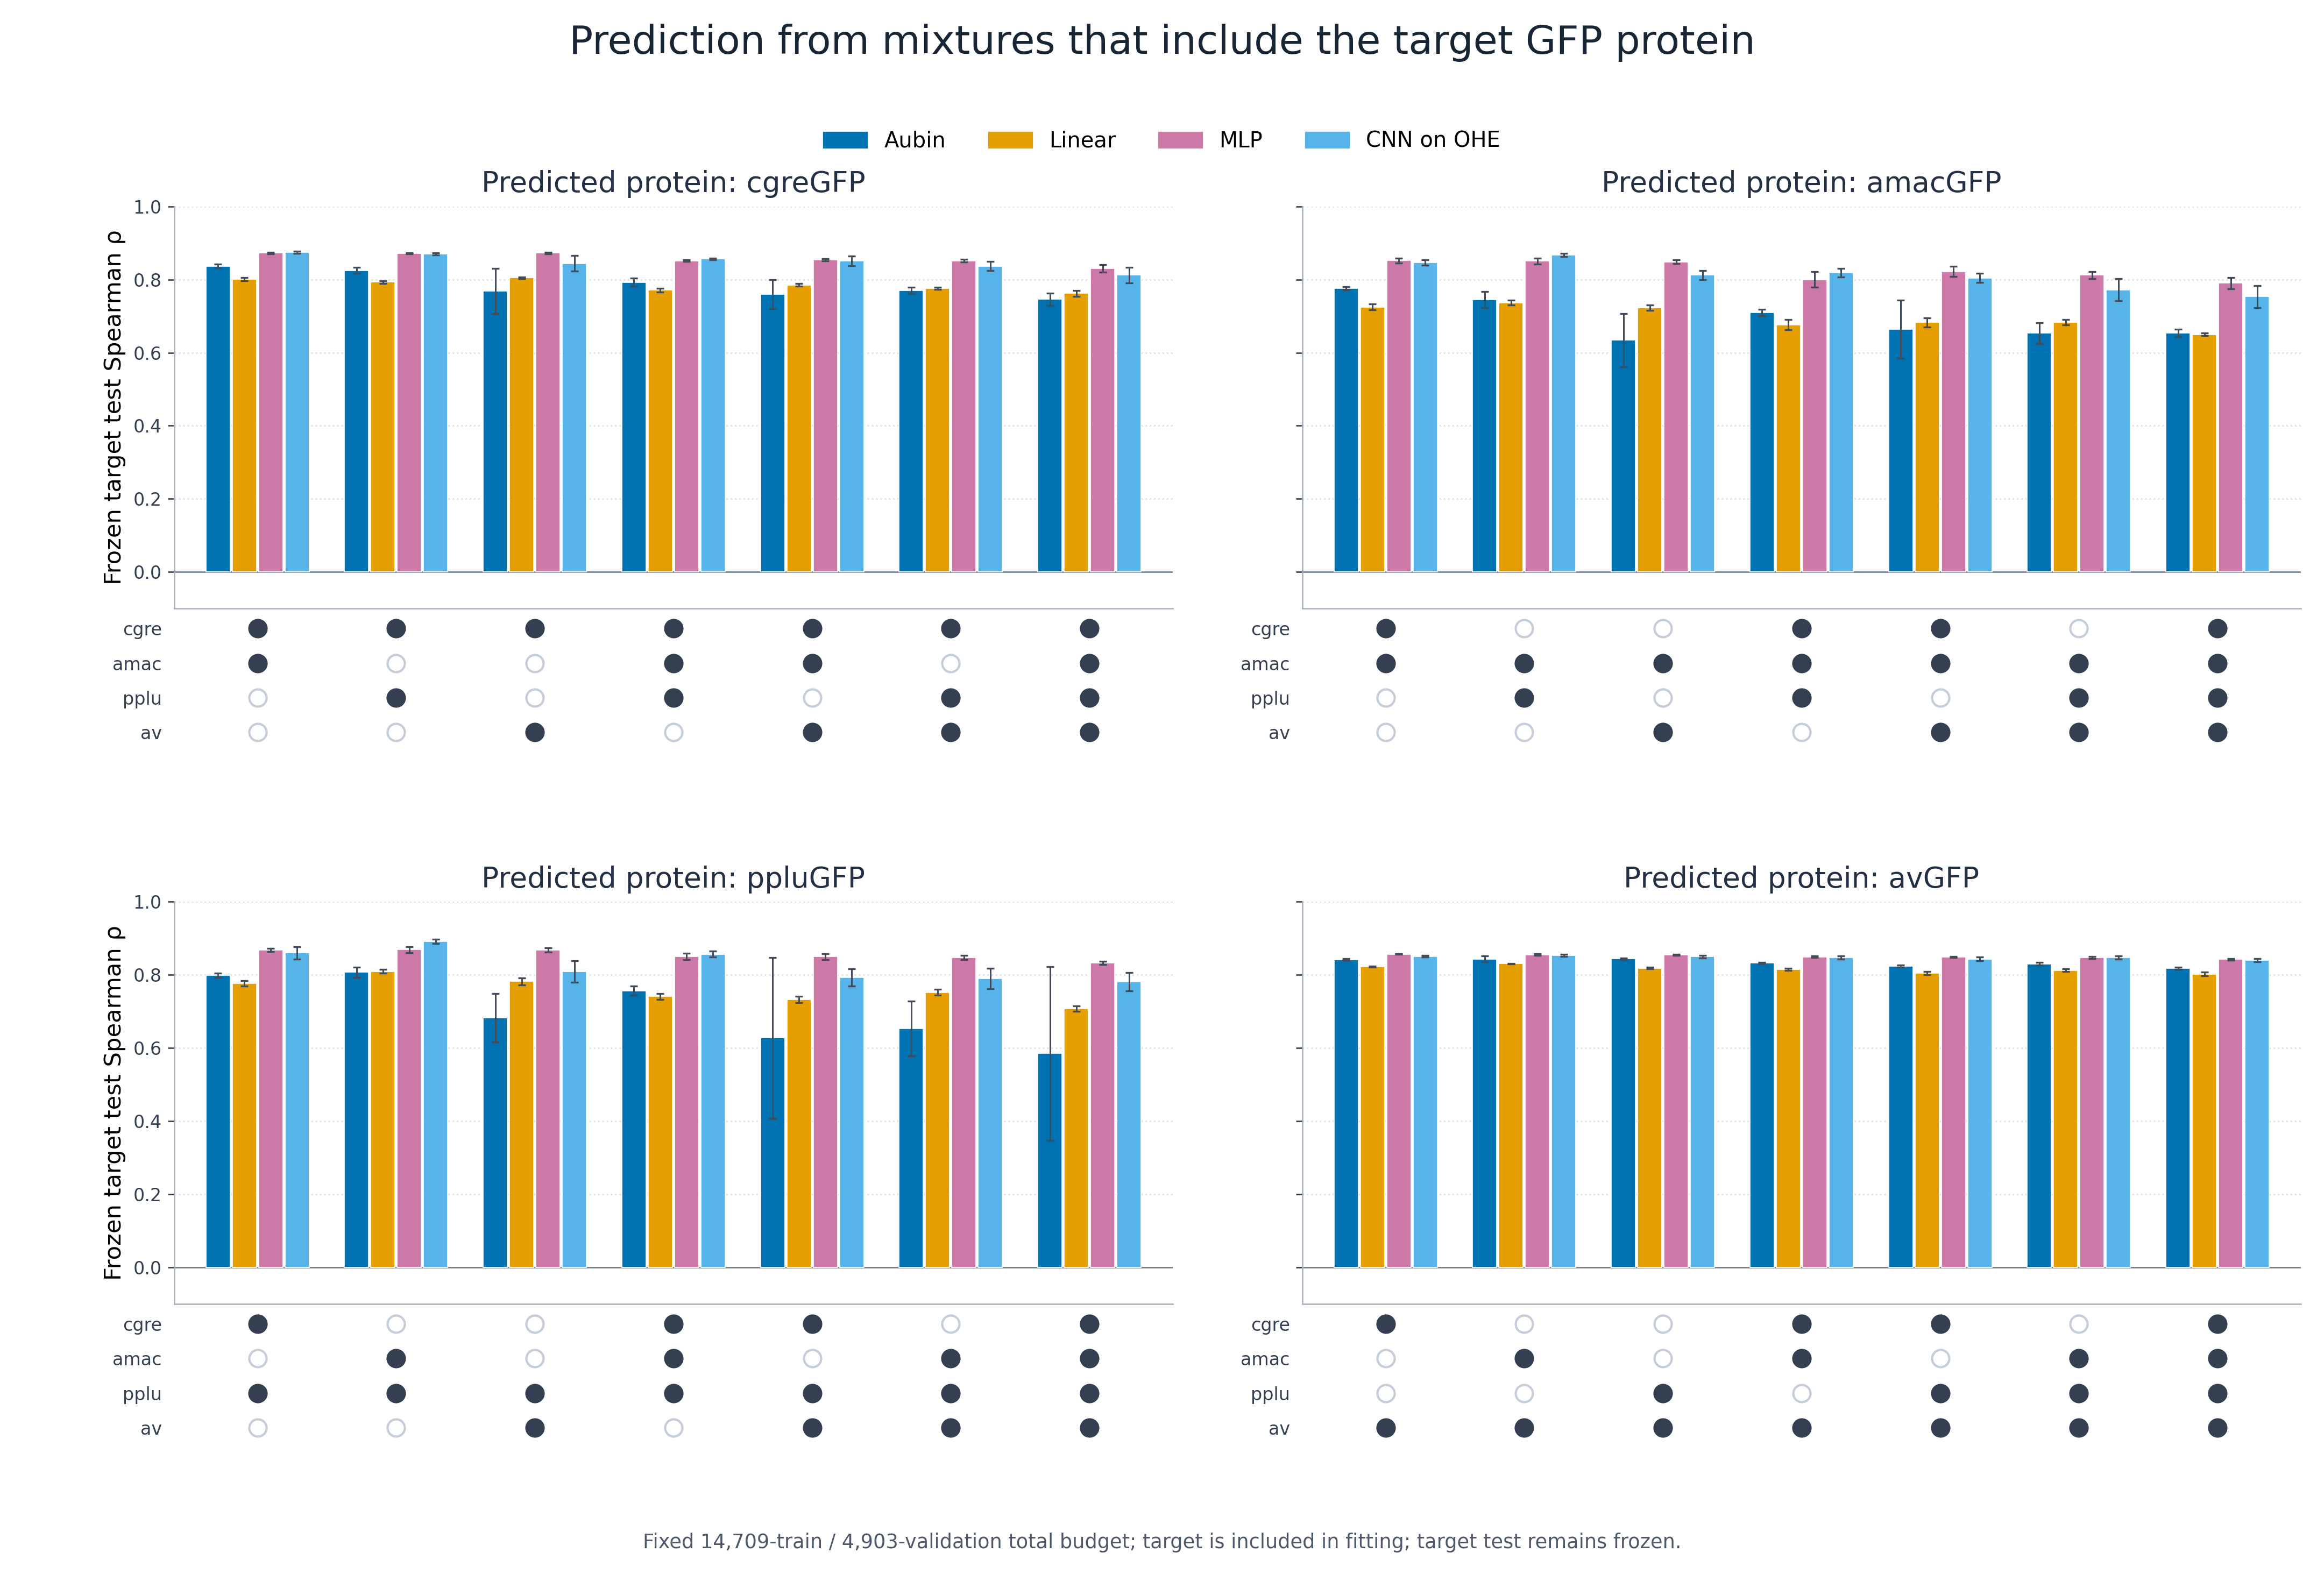 Prediction from mixtures that include the target GFP protein
Aubin
Linear
MLP
CNN on OHE
Predicted protein: cgreGFP
Frozen target test Spearman ρ
1.0
0.8
0.6
0.4
0.2
0.0
cgre
amac
pplu
av
Predicted protein: amacGFP
cgre
amac
pplu
av
Predicted protein: ppluGFP
Frozen target test Spearman ρ
1.0
0.8
0.6
0.4
0.2
0.0
cgre
amac
pplu
av
Predicted protein: avGFP
cgre
amac
pplu
av
Fixed 14,709-train / 4,903-validation total budget; target is included in fitting; target test remains frozen.